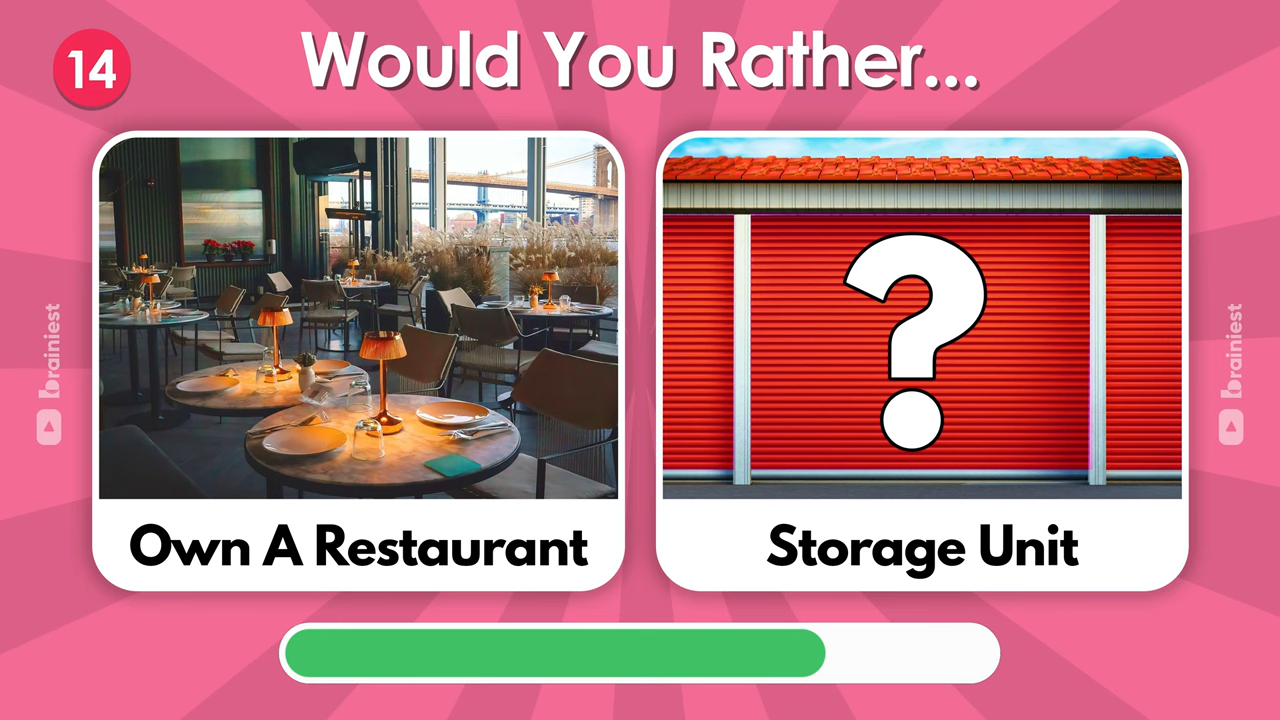 14
Would You Rather...
brainiest
?
brainiest
Own A Restaurant
Storage Unit